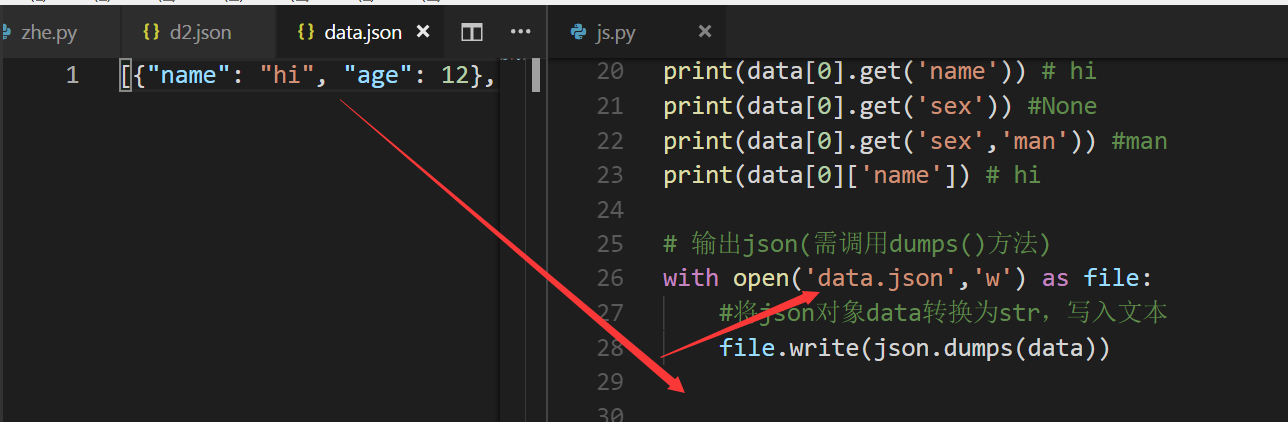 zhe.py
{} d2.json
{} data.json ×
···
js.py ×
1 [{"name": "hi", "age": 12},
20 print(data[0].get('name')) # hi
21 print(data[0].get('sex')) #None
22 print(data[0].get('sex','man')) #man
23 print(data[0]['name']) # hi
24
25 # 输出json(需调用dumps()方法)
26 with open('data.json','w') as file:
27 #将json对象data转换为str，写入文本
28 file.write(json.dumps(data))
29
30